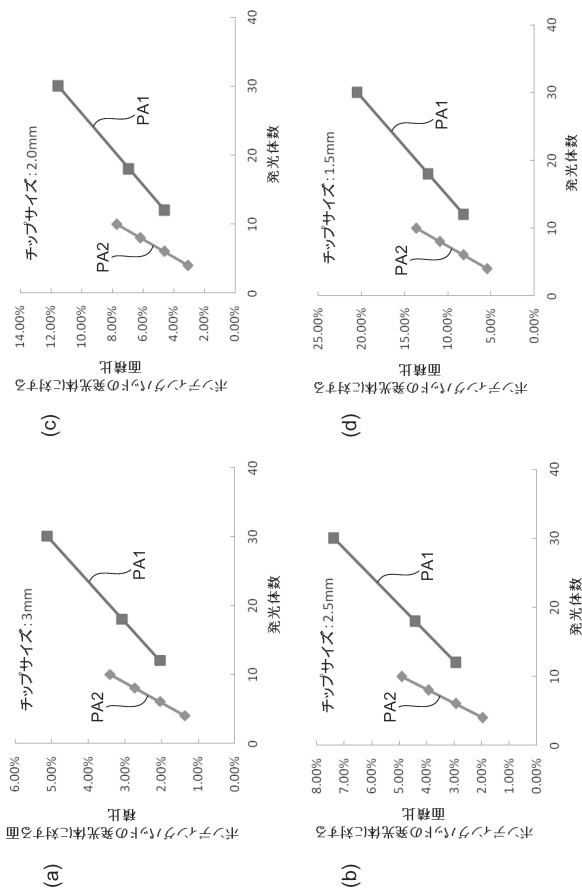 (a)
ボンディングパッドの発光体に対する面
積比
チップサイズ：3mm
6.00%
5.00%
4.00%
3.00%
2.00%
1.00%
0.00%
PA2
PA1
0 10 20 30 40
発光体数
(c)
ボンディングパッドの発光体に対する
面積比
チップサイズ：2.0mm
14.00%
12.00%
10.00%
8.00%
6.00%
4.00%
2.00%
0.00%
PA2
PA1
0 10 20 30 40
発光体数
(b)
ボンディングパッドの発光体に対する
面積比
チップサイズ：2.5mm
8.00%
7.00%
6.00%
5.00%
4.00%
3.00%
2.00%
1.00%
0.00%
PA2
PA1
0 10 20 30 40
発光体数
(d)
ボンディングパッドの発光体に対する
面積比
チップサイズ：1.5mm
25.00%
20.00%
15.00%
10.00%
5.00%
0.00%
PA2
PA1
0 10 20 30 40
発光体数